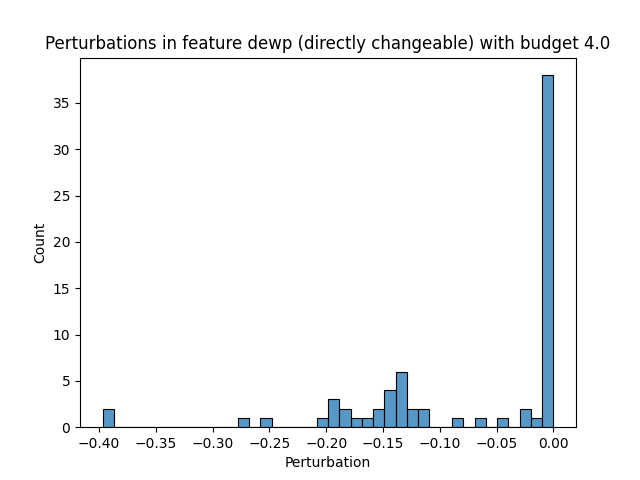 Perturbations in feature dewp (directly changeable) with budget 4.0
Count
35
30
25
20
15
10
5
0
−0.40 −0.35 −0.30 −0.25 −0.20 −0.15 −0.10 −0.05 0.00
Perturbation